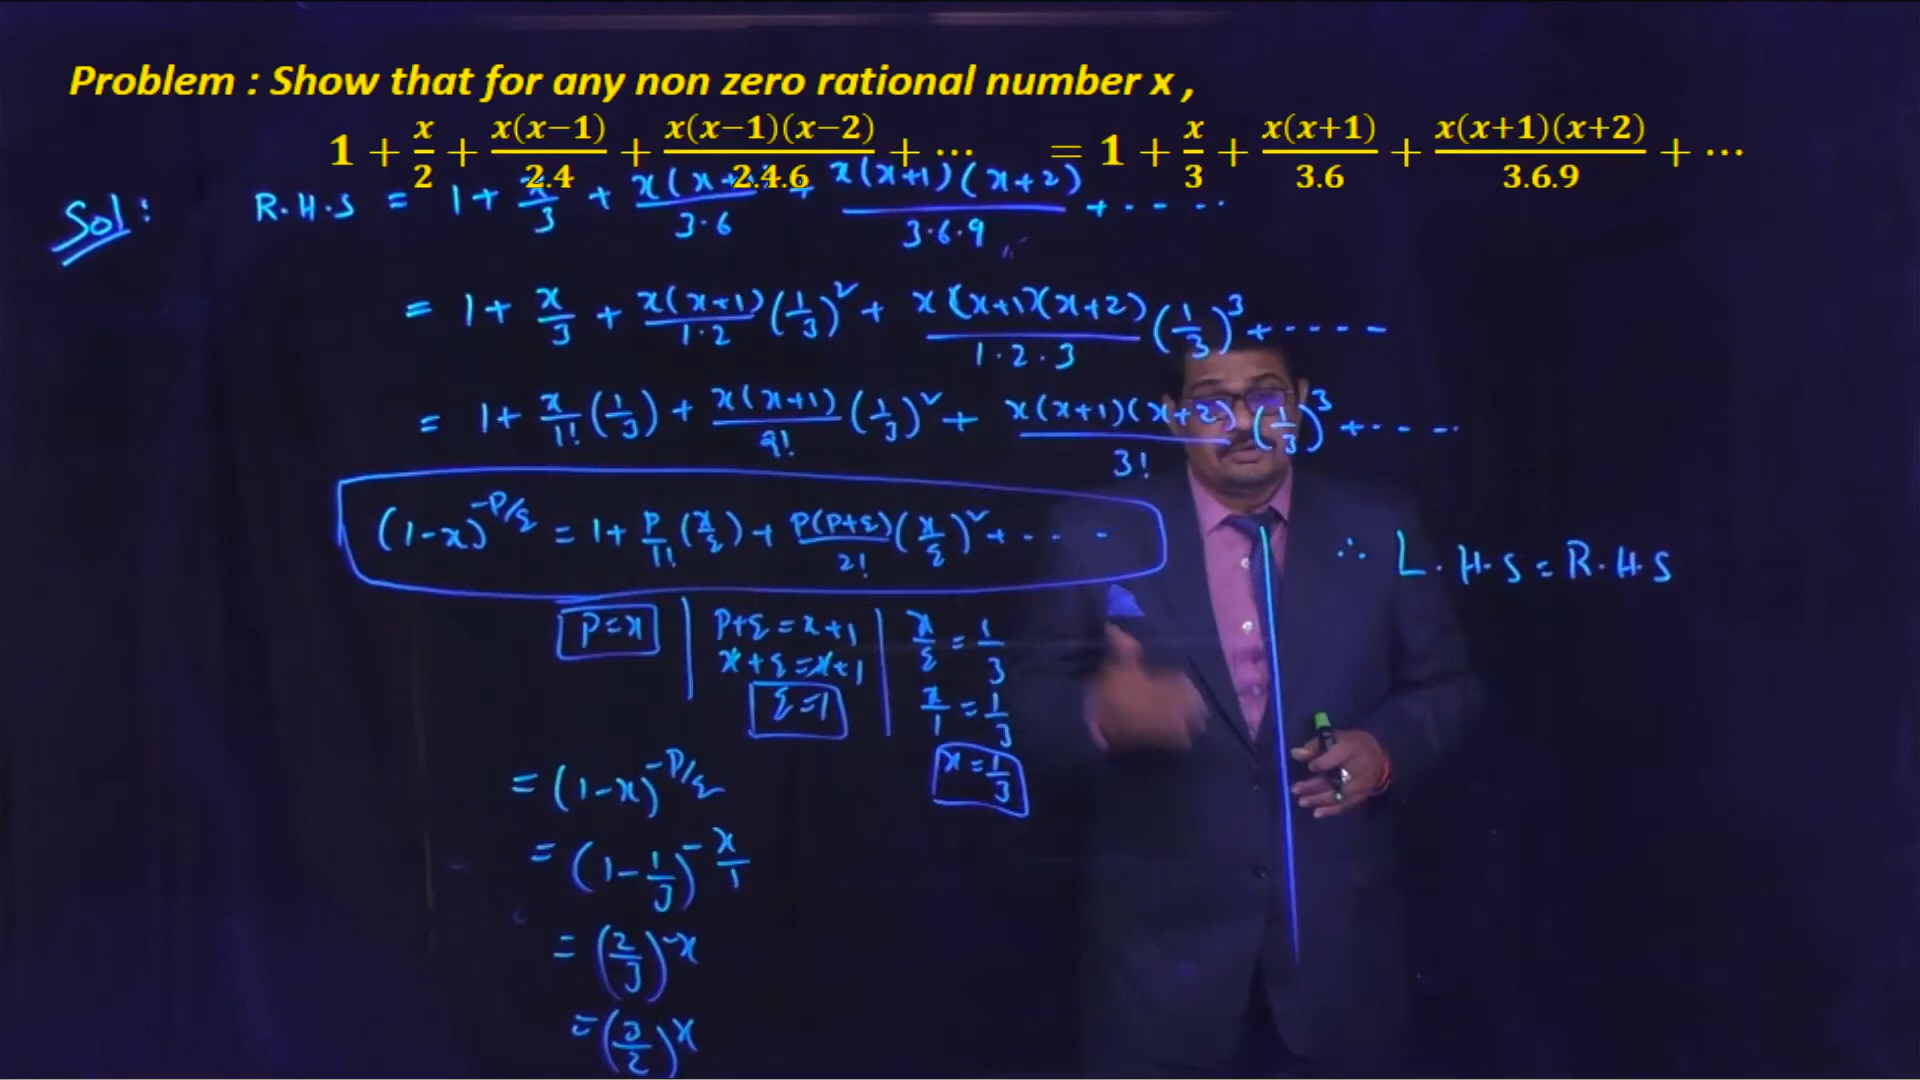 Problem : Show that for any non zero rational number x ,
1 + x/2 + x(x−1)/2.4 + x(x−1)(x−2)/2.4.6 + ⋯ = 1 + x/3 + x(x+1)/3.6 + x(x+1)(x+2)/3.6.9 + ⋯
Sol: R.H.S = 1 + x/3 + x(x+1)/3·6 + x(x+1)(x+2)/3·6·9 + - - - -
= 1 + x/3 + x(x+1)/1·2 (1/3)² + x(x+1)(x+2)/1·2·3 (1/3)³ + - - - - -
= 1 + x/1! (1/3) + x(x+1)/2! (1/3)² + x(x+1)(x+2)/3! (1/3)³ + - - - -
(1-x)^-P/q = 1 + P/1! (x/q) + P(P+q)/2! (x/q)² + - - - -
P=x
P+q = x+1
x+q = x+1
q=1
x/q = 1/3
x/1 = 1/3
x = 1/3
= (1-x)^-P/q
= (1 - 1/3)^-x/1
= (2/3)^-x
= (3/2)^x
∴ L.H.S = R.H.S